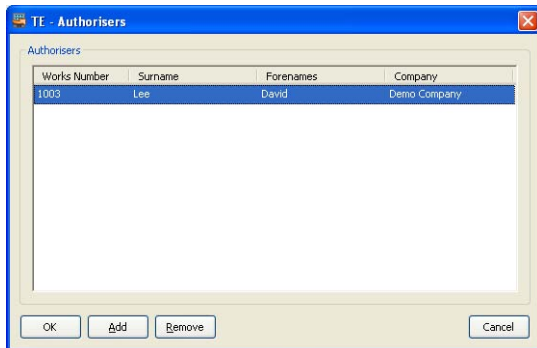 TE - Authorisers
Authorisers
Works Number Surname Forenames Company
1003 Lee David Demo Company
OK Add Remove Cancel